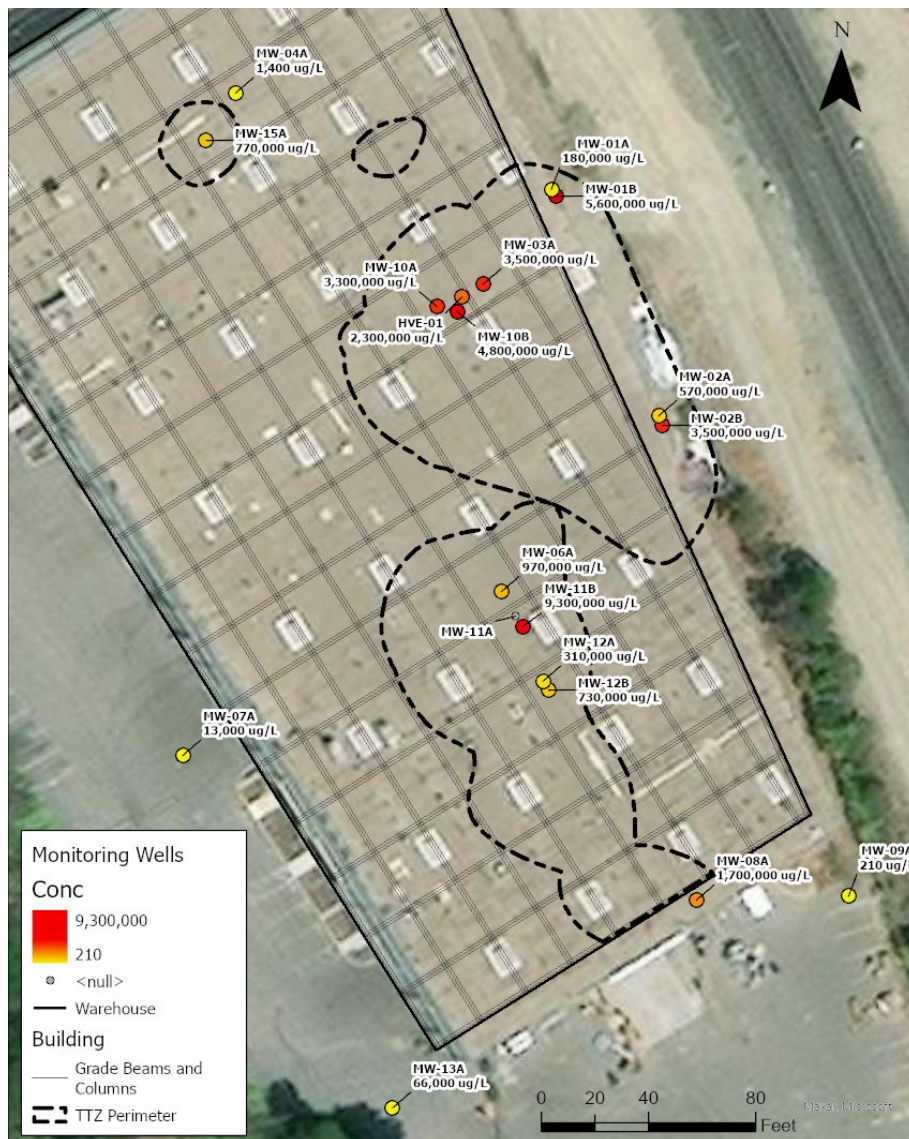 N
MW-04A
1,400 ug/L
MW-15A
770,000 ug/L
MW-01A
180,000 ug/L
MW-01B
5,600,000 ug/L
MW-03A
3,500,000 ug/L
MW-10A
3,300,000 ug/L
HVE-01
2,300,000 ug/L
MW-10B
4,800,000 ug/L
MW-02A
570,000 ug/L
MW-02B
3,500,000 ug/L
MW-06A
970,000 ug/L
MW-11B
9,300,000 ug/L
MW-11A
MW-12A
310,000 ug/L
MW-12B
730,000 ug/L
MW-07A
13,000 ug/L
MW-08A
1,700,000 ug/L
MW-09A
210 ug/L
MW-13A
66,000 ug/L
Monitoring Wells
Conc
9,300,000
210
<null>
Warehouse
Building
Grade Beams and
Columns
TTZ Perimeter
0 20 40 80
Feet
Maxar, Microsoft